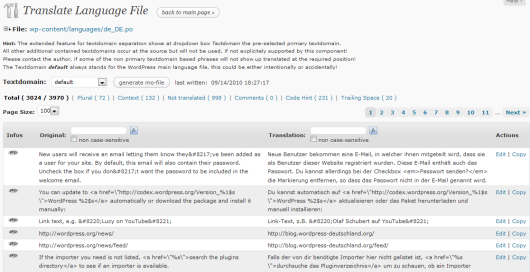 Help
Translate Language File
back to main page »
File: wp-content/languages/de_DE.po
Hint: The extended feature for textdomain separation shows at dropdown box Textdomain the pre-selected primary textdomain.
All other additional contained textdomains occur at the source but will not be used, if not explicitely supported by this component!
Please contact the author, if some of the non primary textdomain based phrases will not show up translated at the required position!
The Textdomain default always stands for the WordPress main language file, this could be either intentionally or accidentally!
Textdomain: default generate mo-file last written: 09/14/2010 18:27:17
Total ( 3024 / 3970 ) | Plural ( 72 ) | Context ( 132 ) | Not translated ( 998 ) | Comments ( 0 ) | Code Hint ( 231 ) | Trailing Space ( 20 )
Page Size: 100 1 2 3 4 5 6 7 8 9 10 11 ... Next »
Infos Original: Translation: Actions
non case-sensitive non case-sensitive
New users will receive an email letting them know they&#8217;ve been added as Neue Benutzer bekommen eine E-Mail, in welcher ihnen mitgeteilt wird, dass sie Edit | Copy
a user for your site. By default, this email will also contain their password. als Benutzer dieser Website registriert wurden. Diese E-Mail enthält auch das
Uncheck the box if you don&#8217;t want the password to be included in the Passwort. Du kannst allerdings bei der Checkbox <em>Passwort senden?</em>
welcome email. die Markierung entfernen, so dass das Passwort nicht in der E-Mail genannt wird.
You can update to <a href=\"http://codex.wordpress.org/Version_%1$s Du kannst automatisch auf <a href=\"http://codex.wordpress.org/Version_%1$s Edit | Copy
\">WordPress %2$s</a> automatically or download the package and install it \">WordPress %2$s</a> aktualisieren oder das Paket herunterladen und
manually: manuell installieren:
Link text, e.g. &#8220;Lucy on YouTube&#8221; Link-Text, z.B. &#8220;Olaf Schubert auf YouTube&#8221; Edit | Copy
http://wordpress.org/news/ http://blog.wordpress-deutschland.org/ Edit | Copy
http://wordpress.org/news/feed/ http://blog.wordpress-deutschland.org/feed/ Edit | Copy
If the importer you need is not listed, <a href=\"%s\">search the plugins Falls der von dir benötigte Importer hier nicht gelistet ist, <a href=\"%s Edit | Copy
directory</a> to see if an importer is available. \">durchsuche das Pluginverzeichnis</a> um zu schauen, ob ein Importer